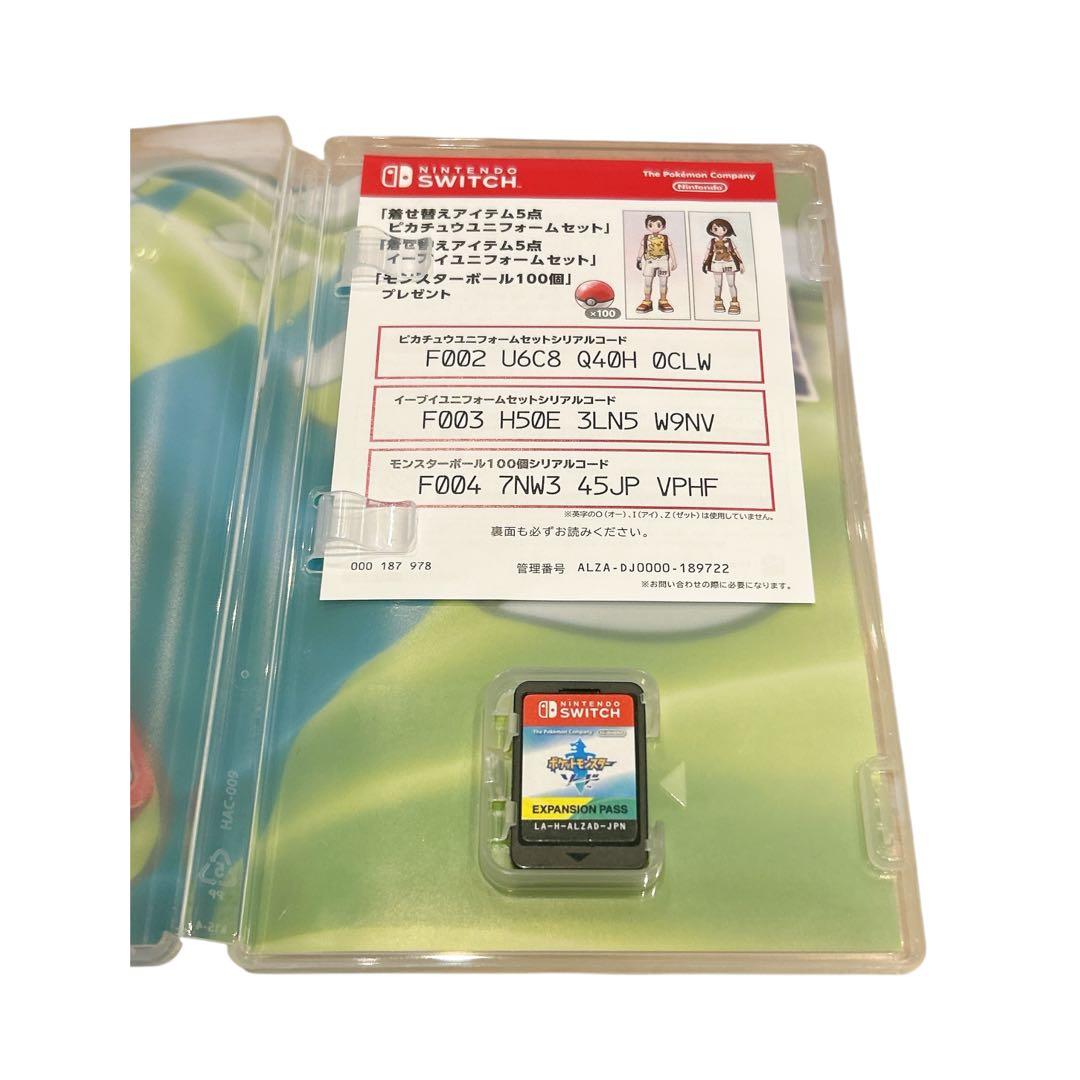 NINTENDO
SWITCH
The Pokémon Company
Nintendo
「着せ替えアイテム5点
ピカチュウユニフォームセット」
「着せ替えアイテム5点
イーブイユニフォームセット」
「モンスターボール100個」
プレゼント
×100
ピカチュウユニフォームセットシリアルコード
F002 U6C8 Q40H 0CLW
イーブイユニフォームセットシリアルコード
F003 H50E 3LN5 W9NV
モンスターボール100個シリアルコード
F004 7NW3 45JP VPHF
※英字のO(オー)、I(アイ)、Z(ゼット)は使用していません。
裏面も必ずお読みください。
000 187 978
管理番号 ALZA-DJ0000-189722
※お問い合わせの際に必要になります。
NINTENDO
SWITCH
The Pokémon Company
Nintendo
ポケットモンスター
ソード
EXPANSION PASS
LA-H-ALZAD-JPN
HAC-009
PP